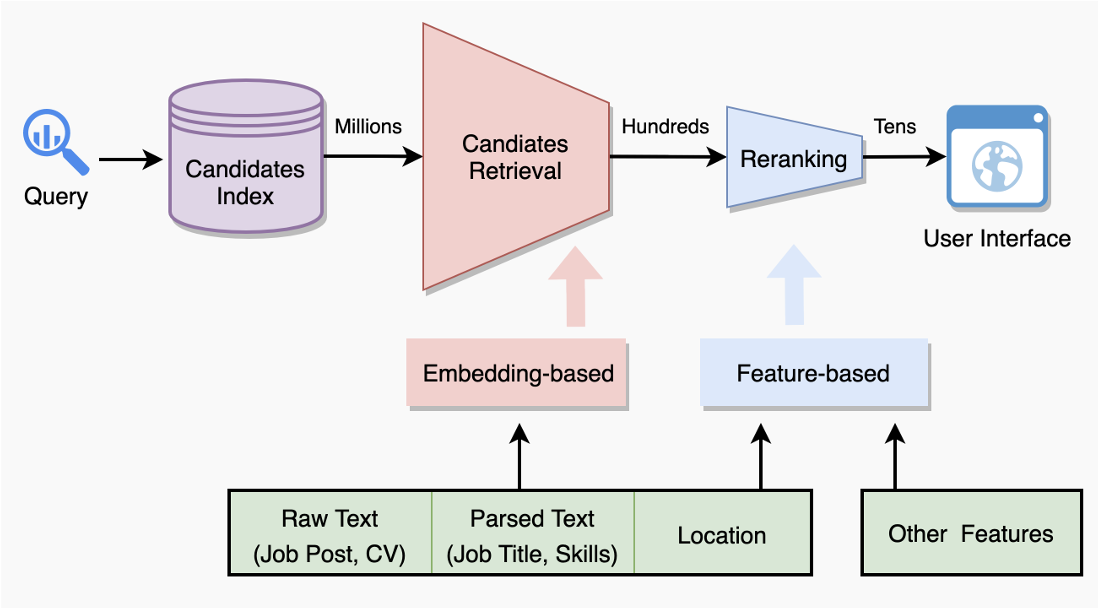 Query
Candidates
Index
Millions
Candiates
Retrieval
Hundreds
Reranking
Tens
User Interface
Embedding-based
Feature-based
Raw Text
(Job Post, CV)
Parsed Text
(Job Title, Skills)
Location
Other Features